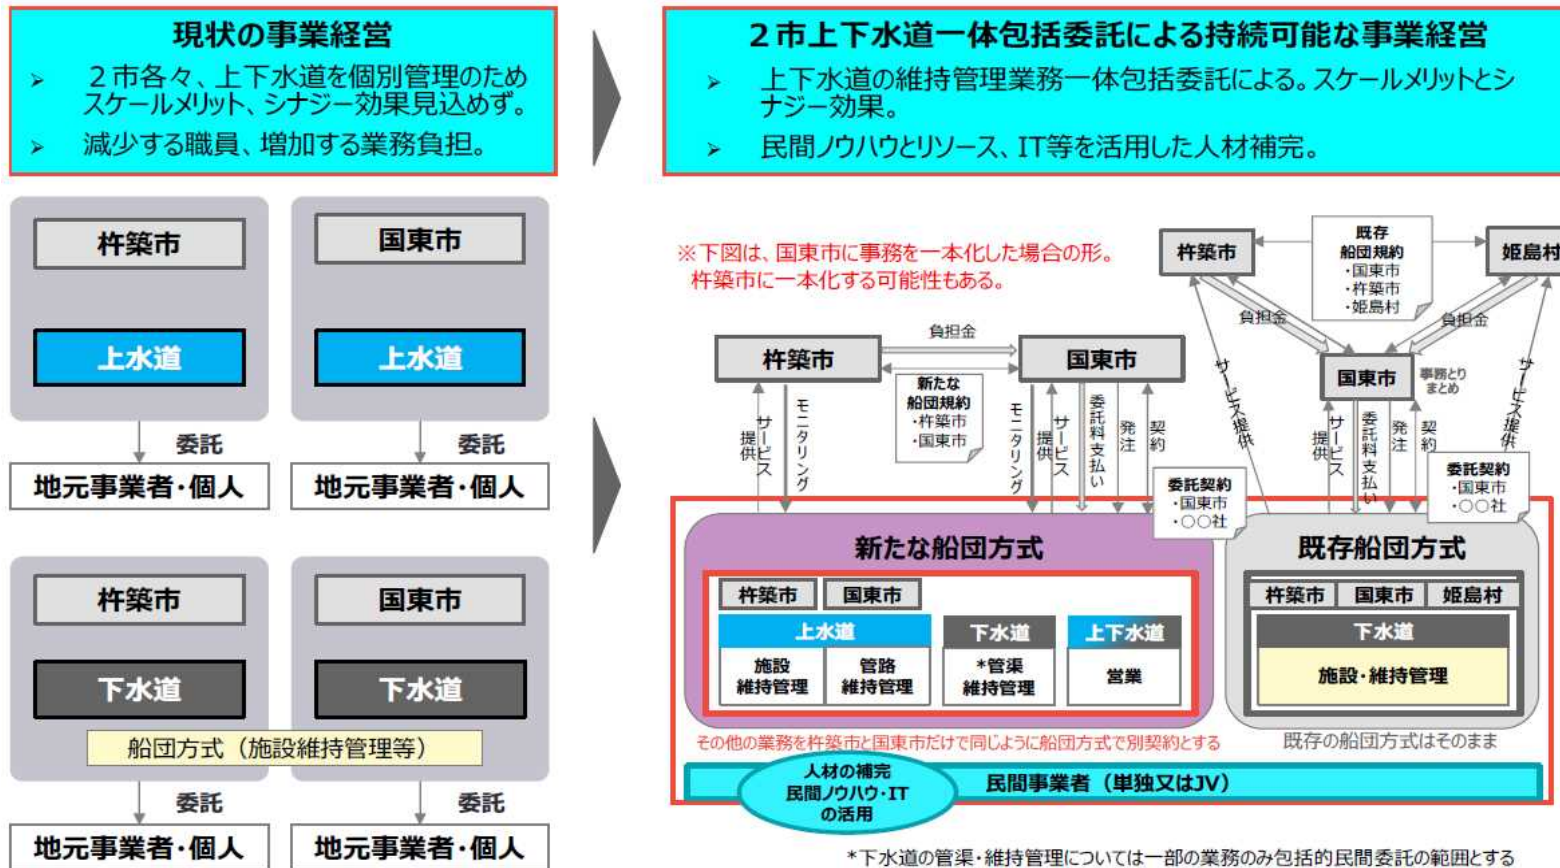 現状の事業経営
➢ 2市各々、上下水道を個別管理のため
スケールメリット、シナジー効果見込めず。
➢ 減少する職員、増加する業務負担。
2市上下水道一体包括委託による持続可能な事業経営
➢ 上下水道の維持管理業務一体包括委託による。スケールメリットとシ
ナジー効果。
➢ 民間ノウハウとリソース、IT等を活用した人材補完。
杵築市
上水道
委託
地元事業者・個人
国東市
上水道
委託
地元事業者・個人
杵築市
下水道
国東市
下水道
船団方式（施設維持管理等）
委託
地元事業者・個人
委託
地元事業者・個人
※下図は、国東市に事務を一本化した場合の形。
杵築市に一本化する可能性もある。
杵築市
負担金
国東市
新たな
船団規約
・杵築市
・国東市
サービス
提供
モニタリング
モニタリング
サービス
提供
委託料支払い
発注
契約
委託契約
・国東市
・○○社
杵築市
既存
船団規約
・国東市
・杵築市
・姫島村
姫島村
負担金
負担金
国東市
事務とり
まとめ
サービス提供
サービス
提供
委託料支払い
発注
契約
サービス提供
委託契約
・国東市
・○○社
新たな船団方式
杵築市
国東市
上水道
施設
維持管理
管路
維持管理
下水道
*管渠
維持管理
上下水道
営業
その他の業務を杵築市と国東市だけで同じように船団方式で別契約とする
既存船団方式
杵築市
国東市
姫島村
下水道
施設・維持管理
既存の船団方式はそのまま
人材の補完
民間ノウハウ・IT
の活用
民間事業者（単独又はJV）
*下水道の管渠・維持管理については一部の業務のみ包括的民間委託の範囲とする